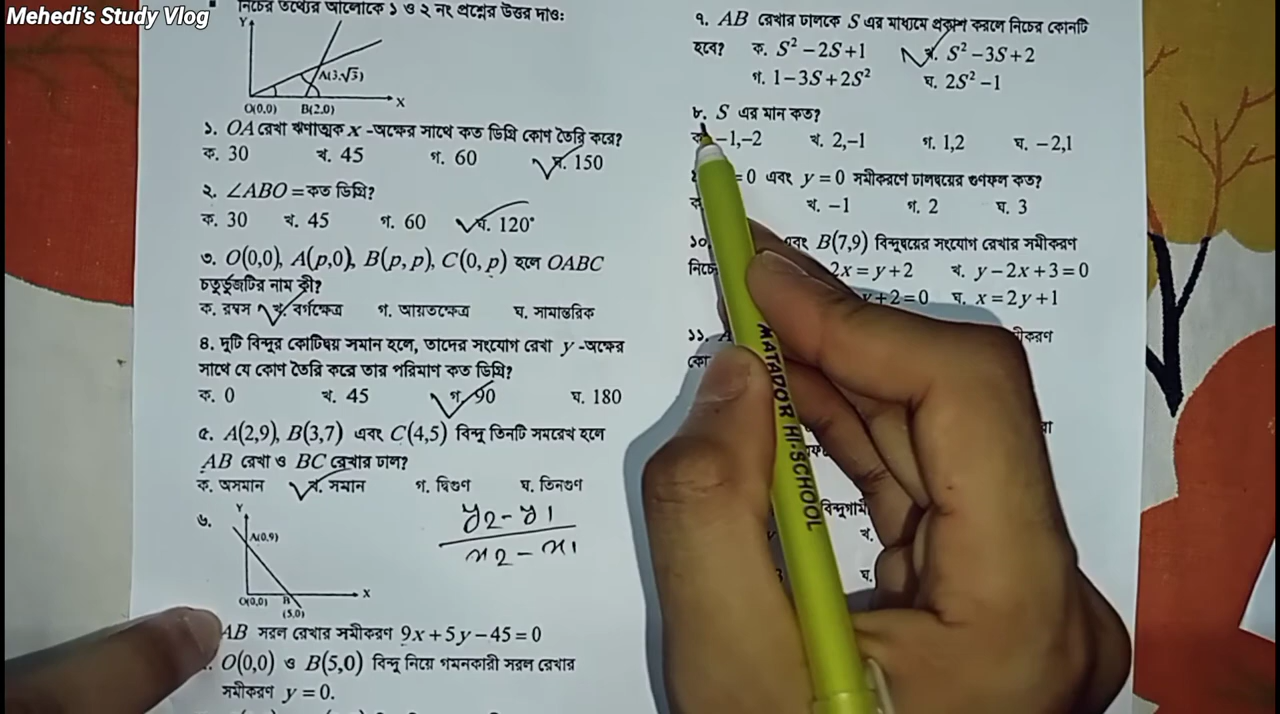 Mehedi's Study Vlog
নিচের তথ্যের আলোকে ১ ও ২ নং প্রশ্নের উত্তর দাও:
Y
A(3,√3)
O(0,0) B(2,0) X
১. OA রেখা ঋণাত্মক x -অক্ষের সাথে কত ডিগ্রি কোণ তৈরি করে?
ক. 30 খ. 45 গ. 60 ঘ. 150
২. ∠ABO = কত ডিগ্রি?
ক. 30 খ. 45 গ. 60 ঘ. 120°
৩. O(0,0), A(p,0), B(p,p), C(0,p) হলে OABC
চতুর্ভুজটির নাম কী?
ক. রম্বস খ. বর্গক্ষেত্র গ. আয়তক্ষেত্র ঘ. সামান্তরিক
৪. দুটি বিন্দুর কোটিদ্বয় সমান হলে, তাদের সংযোগ রেখা y -অক্ষের
সাথে যে কোণ তৈরি করে তার পরিমাণ কত ডিগ্রি?
ক. 0 খ. 45 গ. 90 ঘ. 180
৫. A(2,9), B(3,7) এবং C(4,5) বিন্দু তিনটি সমরেখ হলে
AB রেখা ও BC রেখার ঢাল?
ক. অসমান খ. সমান গ. দ্বিগুণ ঘ. তিনগুণ
y2 - y1
x2 - x1
৬.
Y
A(0,9)
O(0,0) B X
(5,0)
AB সরল রেখার সমীকরণ 9x+5y-45=0
O(0,0) ও B(5,0) বিন্দু নিয়ে গমনকারী সরল রেখার
সমীকরণ y=0.
৭. AB রেখার ঢালকে S এর মাধ্যমে প্রকাশ করলে নিচের কোনটি
হবে? ক. S²-2S+1 খ. S²-3S+2
গ. 1-3S+2S² ঘ. 2S²-1
৮. S এর মান কত?
ক. -1,-2 খ. 2,-1 গ. 1,2 ঘ. -2,1
=0 এবং y=0 সমীকরণে ঢালদ্বয়ের গুণফল কত?
খ. -1 গ. 2 ঘ. 3
১০. এবং B(7,9) বিন্দুদ্বয়ের সংযোগ রেখার সমীকরণ
2x=y+2 খ. y-2x+3=0
y+2=0 ঘ. x=2y+1
১১.
MATADOR HI-SCHOOL
খ.
ঘ.